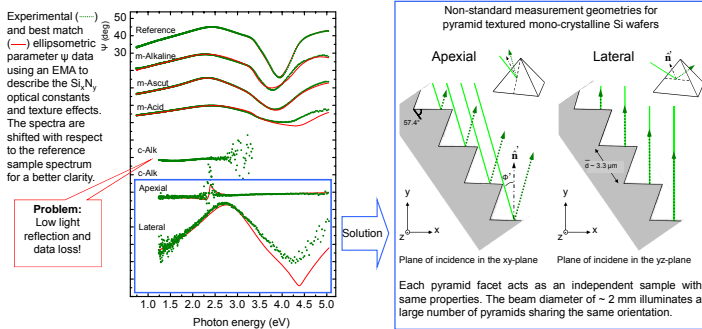 Experimental (......)
and best match
(—) ellipsometric
parameter ψ data
using an EMA to
describe the SixNy
optical constants
and texture effects.
The spectra are
shifted with respect
to the reference
sample spectrum
for a better clarity.
Problem:
Low light
reflection and
data loss!
Ψ (deg)
50
40
30
Reference
m-Alkaline
m-Ascut
m-Acid
c-Alk
c-Alk
Apexial
Lateral
1.0 1.5 2.0 2.5 3.0 3.5 4.0 4.5 5.0
Photon energy (eV)
Solution
Non-standard measurement geometries for
pyramid textured mono-crystalline Si wafers
Apexial
Lateral
n
n
57.4°
Φ
n
d ~ 3.3 µm
y
z
x
y
z
x
Plane of incidence in the xy-plane
Plane of incidene in the yz-plane
Each pyramid facet acts as an independent sample with
same properties. The beam diameter of ~ 2 mm illuminates a
large number of pyramids sharing the same orientation.